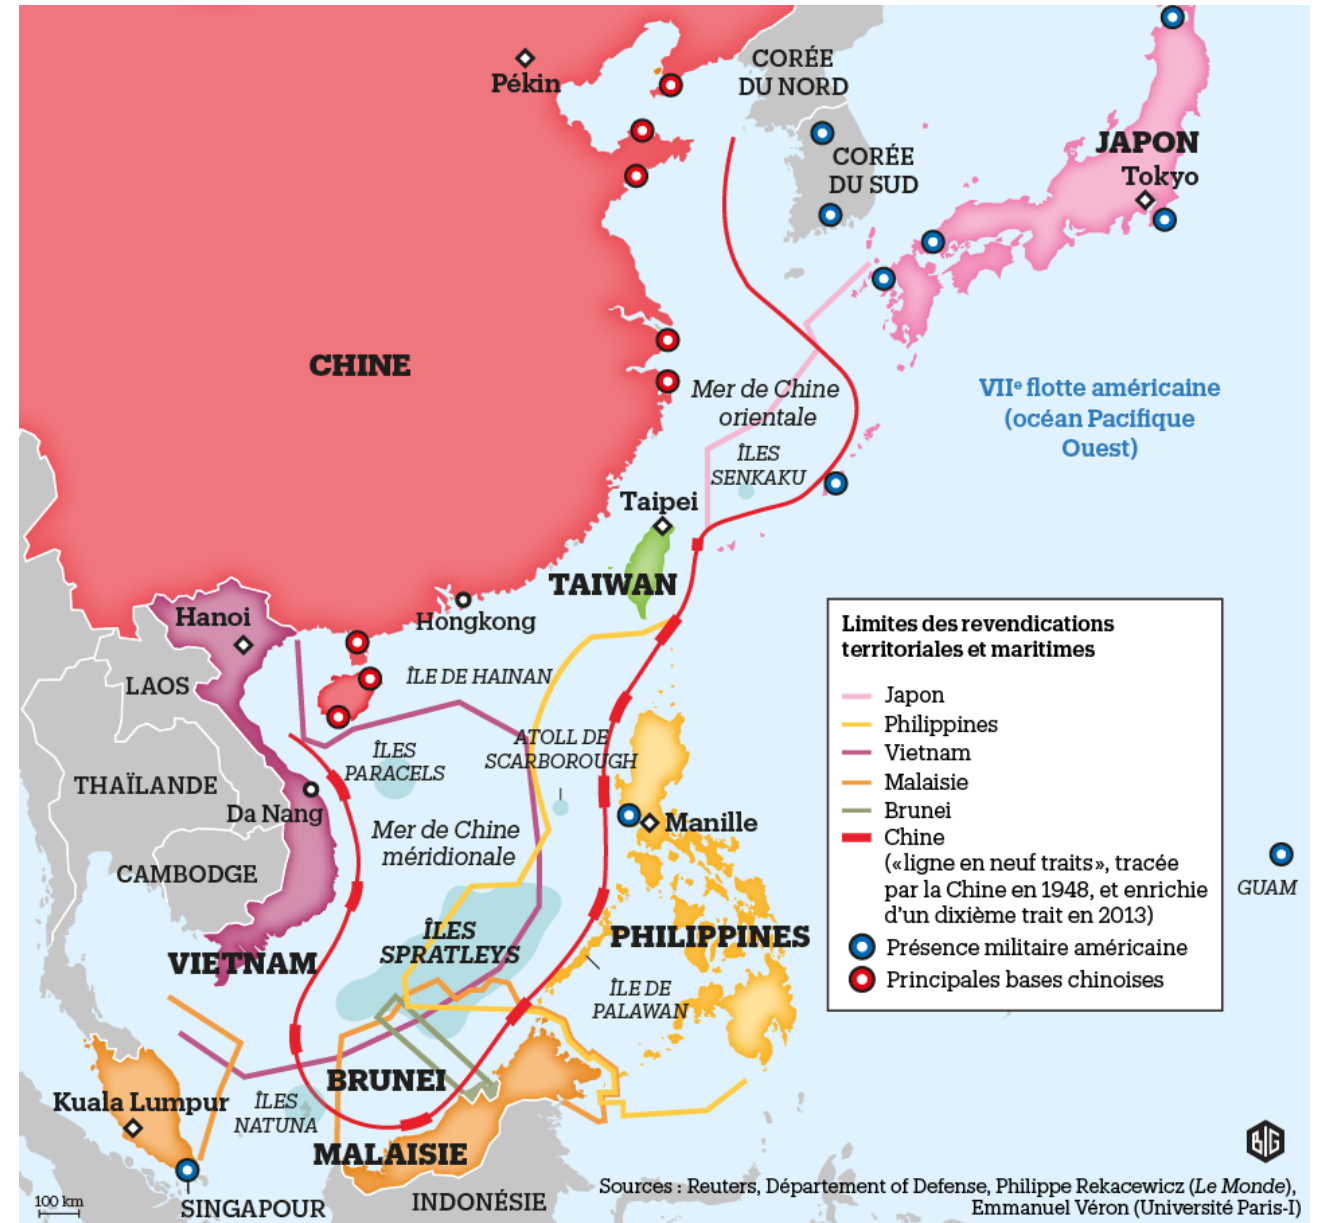 CORÉE
DU NORD
Pékin
JAPON
CORÉE
DU SUD
Tokyo
CHINE
Mer de Chine
orientale
VIIe flotte américaine
(océan Pacifique
Ouest)
ÎLES
SENKAKU
Taipei
TAIWAN
Hanoi
Hongkong
LAOS
ÎLE DE HAINAN
ATOLL DE
SCARBOROUGH
ÎLES
PARACELS
THAÏLANDE
Da Nang
Mer de Chine
méridionale
Manille
CAMBODGE
GUAM
ÎLES
SPRATLEYS
PHILIPPINES
VIETNAM
ÎLE DE
PALAWAN
BRUNEI
Kuala Lumpur
ÎLES
NATUNA
MALAISIE
SINGAPOUR
INDONÉSIE
100 km
Limites des revendications
territoriales et maritimes
Japon
Philippines
Vietnam
Malaisie
Brunei
Chine
(«ligne en neuf traits», tracée
par la Chine en 1948, et enrichie
d'un dixième trait en 2013)
Présence militaire américaine
Principales bases chinoises
BIG
Sources : Reuters, Département of Defense, Philippe Rekacewicz (Le Monde),
Emmanuel Véron (Université Paris-I)